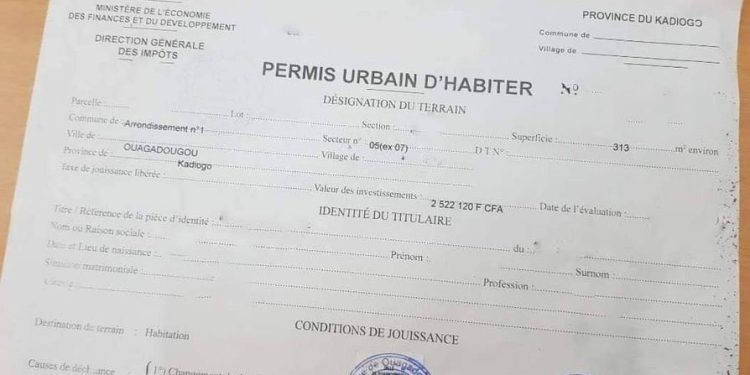 MINISTÈRE DE L'ÉCONOMIE
DES FINANCES ET DU DÉVELOPPEMENT
DIRECTION GÉNÉRALE
DES IMPÔTS
PROVINCE DU KADIOGO
Commune de
Village de
PERMIS URBAIN D'HABITER Nº
DÉSIGNATION DU TERRAIN
Parcelle : Lot : Section : Superficie : 313 m² environ
Commune de Arrondissement n°1 Secteur n° 05(ex 07) D T N° :
Ville de OUAGADOUGOU Village de
Province de Kadiogo
Taxe de jouissance libérée : Valeur des investissements : 2 522 120 F CFA Date de l'évaluation :
IDENTITÉ DU TITULAIRE
Titre / Référence de la pièce d'identité : du :
Nom ou Raison sociale : Prénom : Surnom :
Date et Lieu de naissance :
Situation matrimoniale : Profession :
CONDITIONS DE JOUISSANCE
Destination de terrain : Habitation
Causes de déchéance (1°)